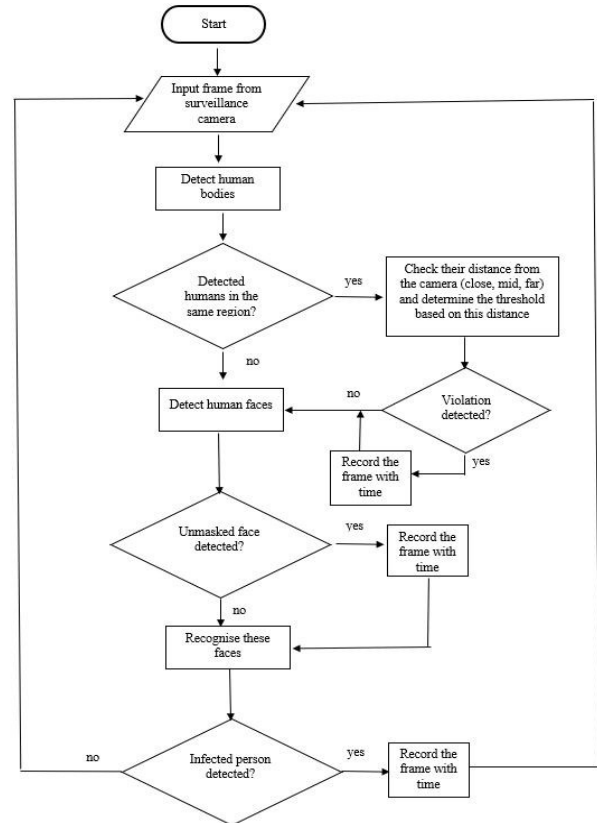 Start
Input frame from
surveillance
camera
Detect human
bodies
Detected
humans in the
same region?
yes
Check their distance from
the camera (close, mid, far)
and determine the threshold
based on this distance
no
Detect human faces
no
Violation
detected?
yes
Record the
frame with
time
Unmasked face
detected?
yes
Record the
frame with
time
no
Recognise these
faces
no
Infected person
detected?
yes
Record the
frame with
time